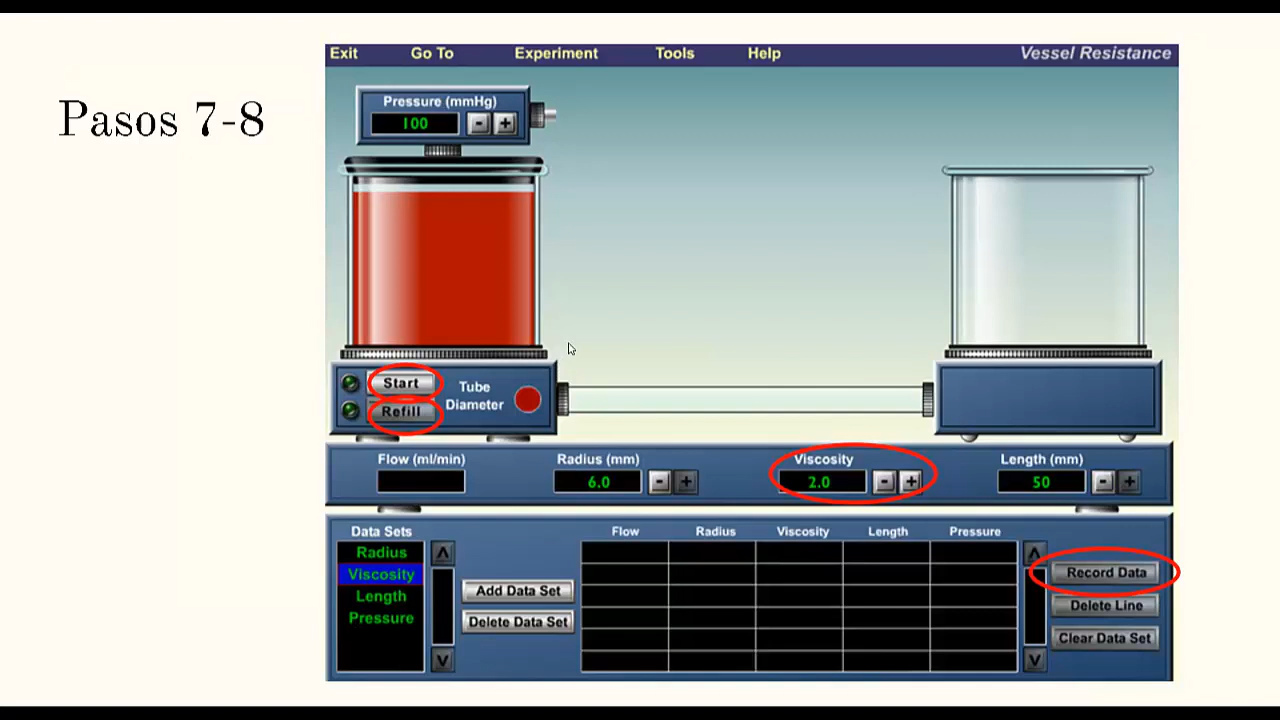 Pasos 7-8
Exit Go To Experiment Tools Help Vessel Resistance
Pressure (mmHg)
100 - +
Start
Refill
Tube
Diameter
Flow (ml/min) Radius (mm) Viscosity Length (mm)
6.0 - + 2.0 - + 50 - +
Data Sets
Radius
Viscosity
Length
Pressure
Add Data Set
Delete Data Set
Flow Radius Viscosity Length Pressure
Record Data
Delete Line
Clear Data Set